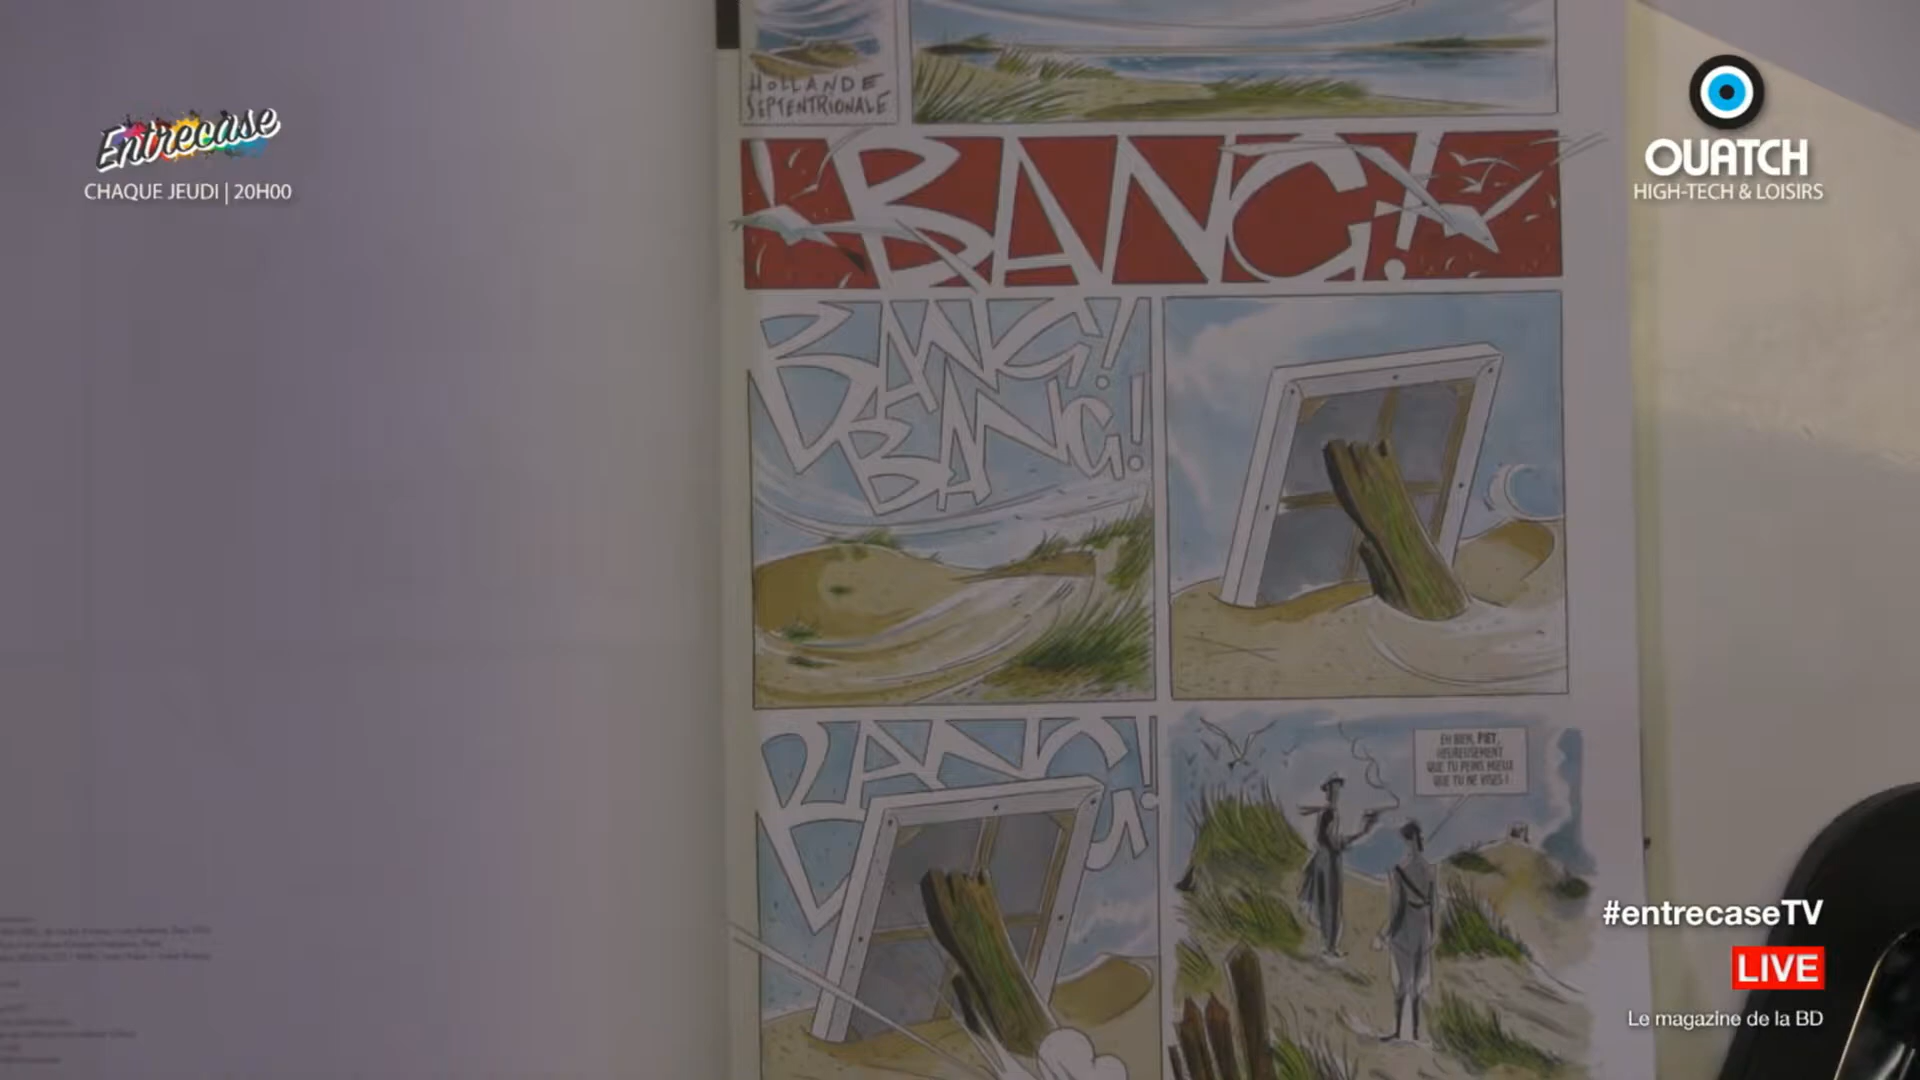 Entrecase
CHAQUE JEUDI | 20H00
OUATCH
HIGH-TECH & LOISIRS
HOLLANDE
SEPTENTRIONALE
BANG!
BANG!
BANG!
BANG!
EH BIEN, PIET,
HEUREUSEMENT
QUE TU PEINS MIEUX
QUE TU NE VISES !
#entrecaseTV
LIVE
Le magazine de la BD